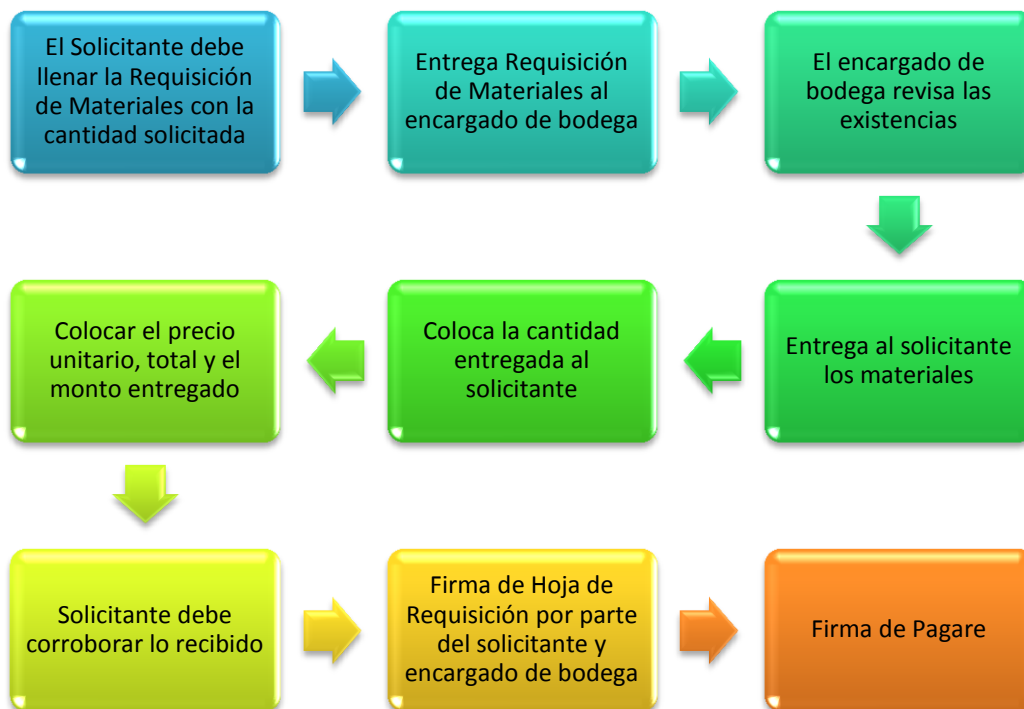 El Solicitante debe
llenar la Requisición
de Materiales con la
cantidad solicitada
Entrega Requisición
de Materiales al
encargado de bodega
El encargado de
bodega revisa las
existencias
Entrega al solicitante
los materiales
Coloca la cantidad
entregada al
solicitante
Colocar el precio
unitario, total y el
monto entregado
Solicitante debe
corroborar lo recibido
Firma de Hoja de
Requisición por parte
del solicitante y
encargado de bodega
Firma de Pagare